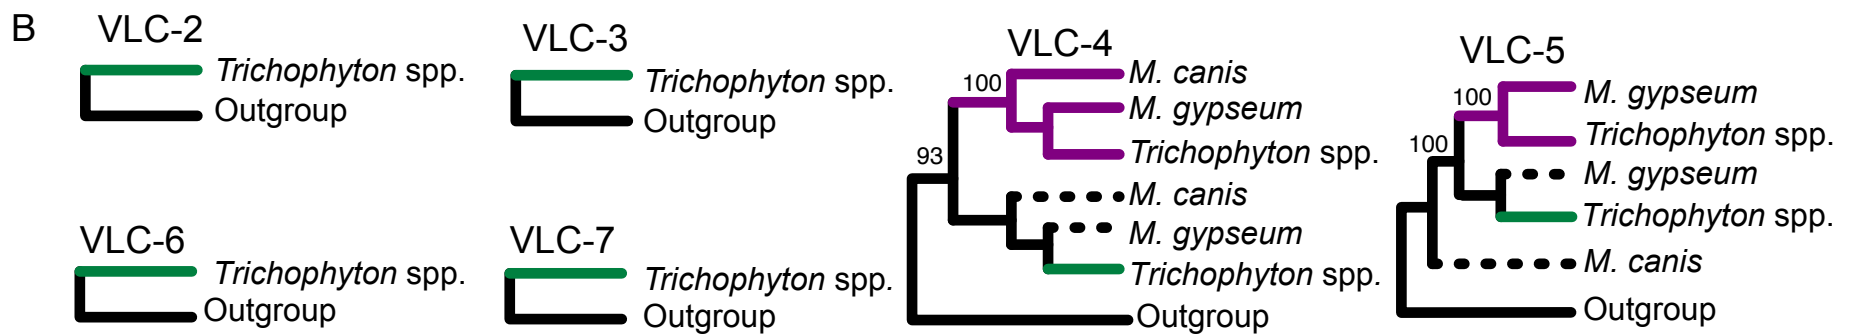 B
VLC-2
Trichophyton spp.
Outgroup
VLC-3
Trichophyton spp.
Outgroup
VLC-4
100
M. canis
M. gypseum
Trichophyton spp.
93
M. canis
M. gypseum
Trichophyton spp.
Outgroup
VLC-5
100
M. gypseum
Trichophyton spp.
100
M. gypseum
Trichophyton spp.
M. canis
Outgroup
VLC-6
Trichophyton spp.
Outgroup
VLC-7
Trichophyton spp.
Outgroup